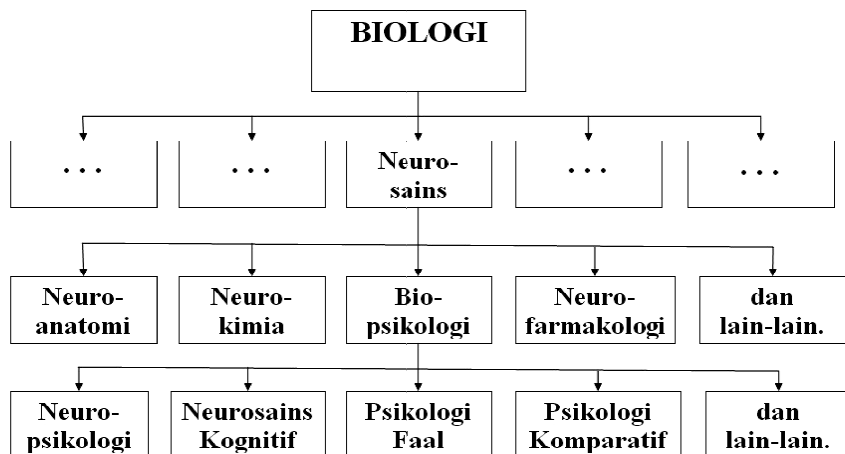 BIOLOGI
. . .
. . .
Neuro-
sains
. . .
. . .
Neuro-
anatomi
Neuro-
kimia
Bio-
psikologi
Neuro-
farmakologi
dan
lain-lain.
Neuro-
psikologi
Neurosains
Kognitif
Psikologi
Faal
Psikologi
Komparatif
dan
lain-lain.